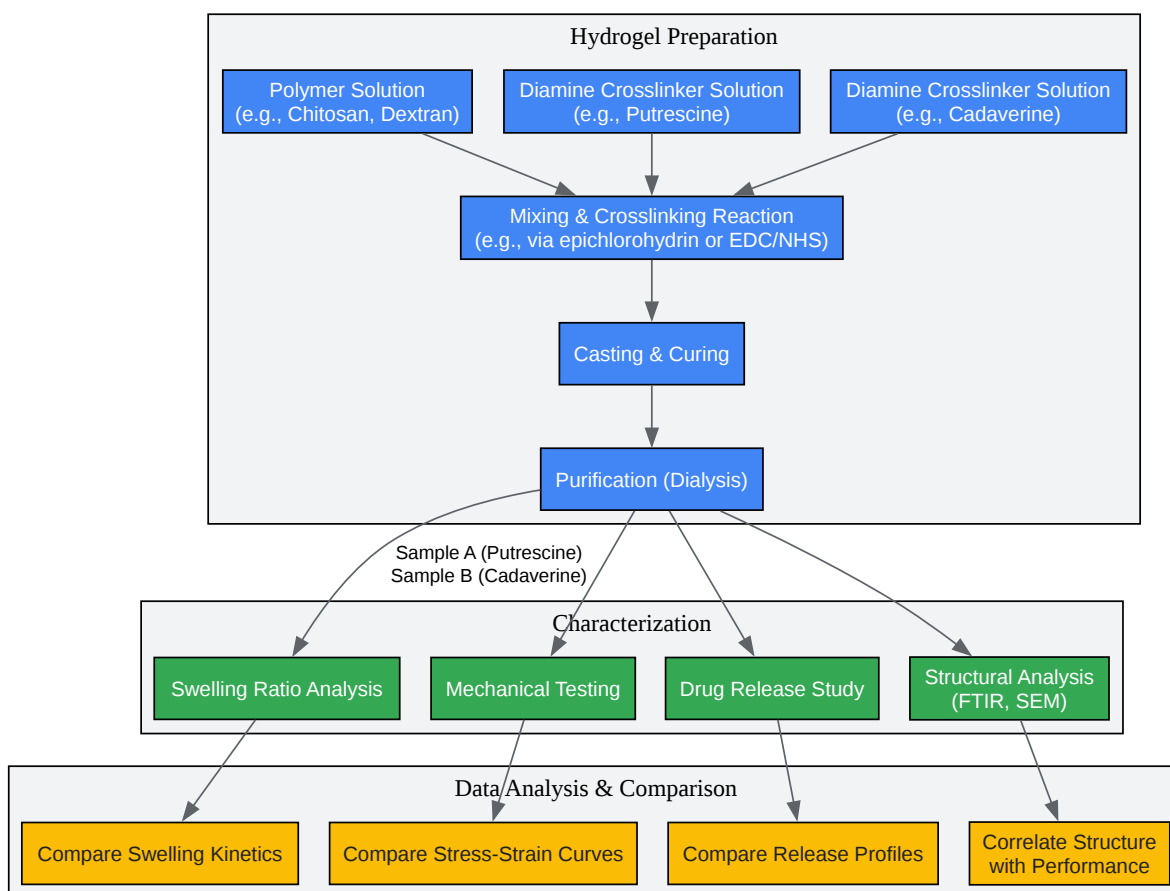 Hydrogel Preparation
Polymer Solution
(e.g., Chitosan, Dextran)
Diamine Crosslinker Solution
(e.g., Putrescine)
Diamine Crosslinker Solution
(e.g., Cadaverine)
Mixing & Crosslinking Reaction
(e.g., via epichlorohydrin or EDC/NHS)
Casting & Curing
Purification (Dialysis)
Sample A (Putrescine)
Sample B (Cadaverine)
Characterization
Swelling Ratio Analysis
Mechanical Testing
Drug Release Study
Structural Analysis
(FTIR, SEM)
Data Analysis & Comparison
Compare Swelling Kinetics
Compare Stress-Strain Curves
Compare Release Profiles
Correlate Structure
with Performance